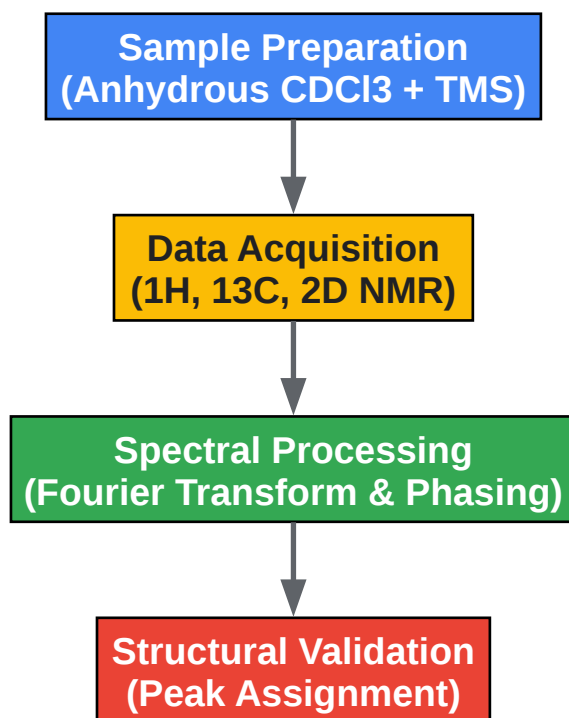 Sample Preparation
(Anhydrous CDCl3 + TMS)
Data Acquisition
(1H, 13C, 2D NMR)
Spectral Processing
(Fourier Transform & Phasing)
Structural Validation
(Peak Assignment)